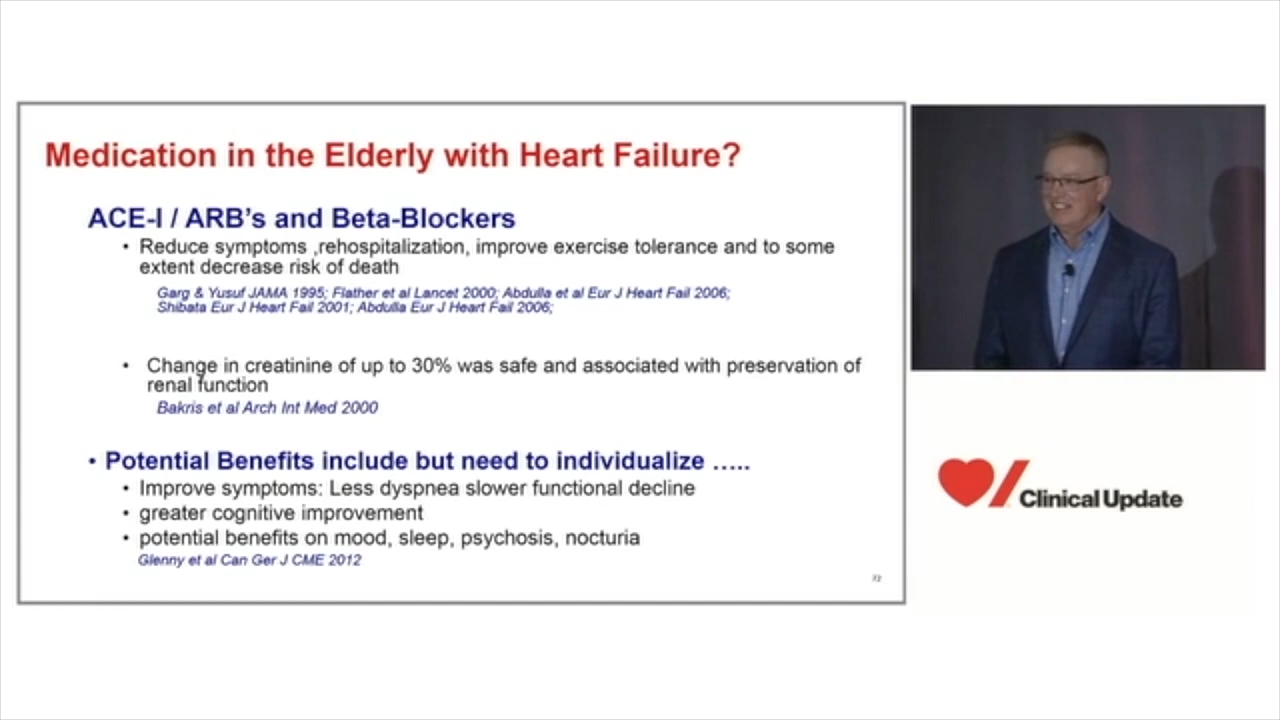 Medication in the Elderly with Heart Failure?
ACE-I / ARB's and Beta-Blockers
• Reduce symptoms ,rehospitalization, improve exercise tolerance and to some
extent decrease risk of death
Garg & Yusuf JAMA 1995; Flather et al Lancet 2000; Abdulla et al Eur J Heart Fail 2006;
Shibata Eur J Heart Fail 2001; Abdulla Eur J Heart Fail 2006;
• Change in creatinine of up to 30% was safe and associated with preservation of
renal function
Bakris et al Arch Int Med 2000
• Potential Benefits include but need to individualize …..
• Improve symptoms: Less dyspnea slower functional decline
• greater cognitive improvement
• potential benefits on mood, sleep, psychosis, nocturia
Glenny et al Can Ger J CME 2012
Clinical Update